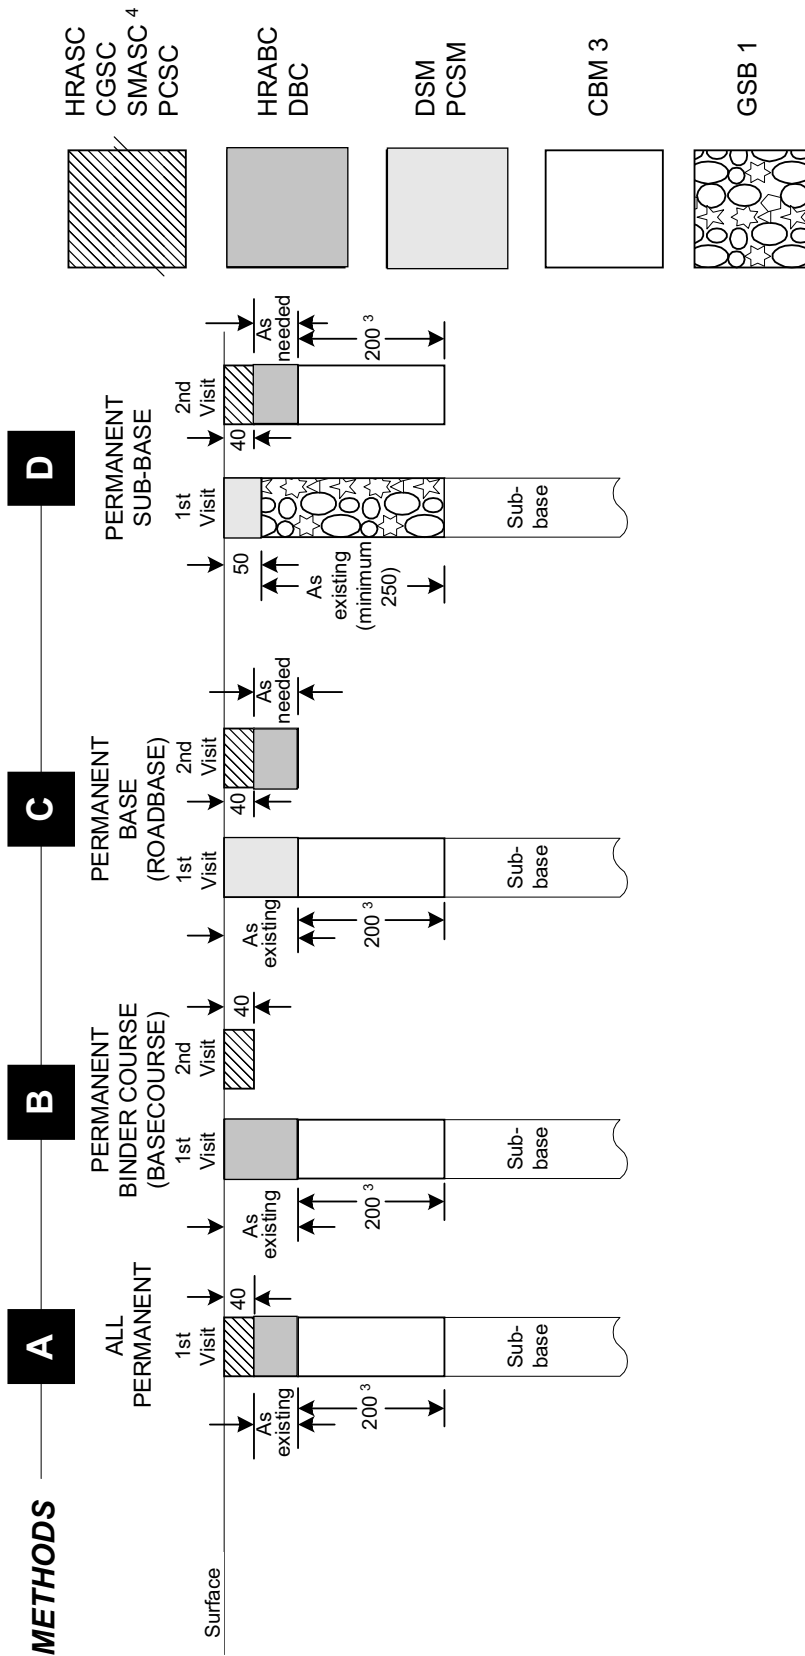 METHODS
A
ALL
PERMANENT
1st
Visit
40
As
existing
200 3
Sub-
base
B
PERMANENT
BINDER COURSE
(BASECOURSE)
1st
Visit
2nd
Visit
40
As
existing
200 3
Sub-
base
C
PERMANENT
BASE
(ROADBASE)
1st
Visit
2nd
Visit
40
As
needed
As
existing
200 3
Sub-
base
D
PERMANENT
SUB-BASE
1st
Visit
2nd
Visit
50
As
existing
(minimum
250)
Sub-
base
40
As
needed
200 3
Surface
HRASC
CGSC
SMASC 4
PCSC
HRABC
DBC
DSM
PCSM
CBM 3
GSB 1